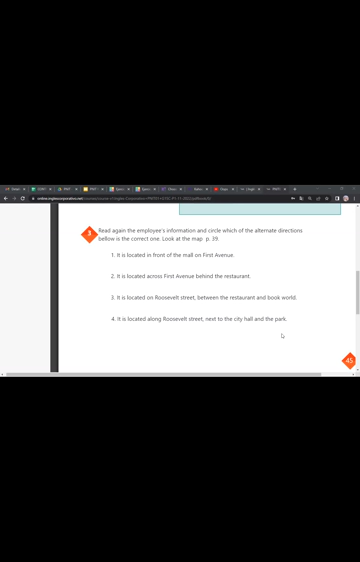 3
Read again the employee's information and circle which of the alternate directions
bellow is the correct one. Look at the map p. 39.
1. It is located in front of the mall on First Avenue.
2. It is located across First Avenue behind the restaurant.
3. It is located on Roosevelt street, between the restaurant and book world.
4. It is located along Roosevelt street, next to the city hall and the park.
45